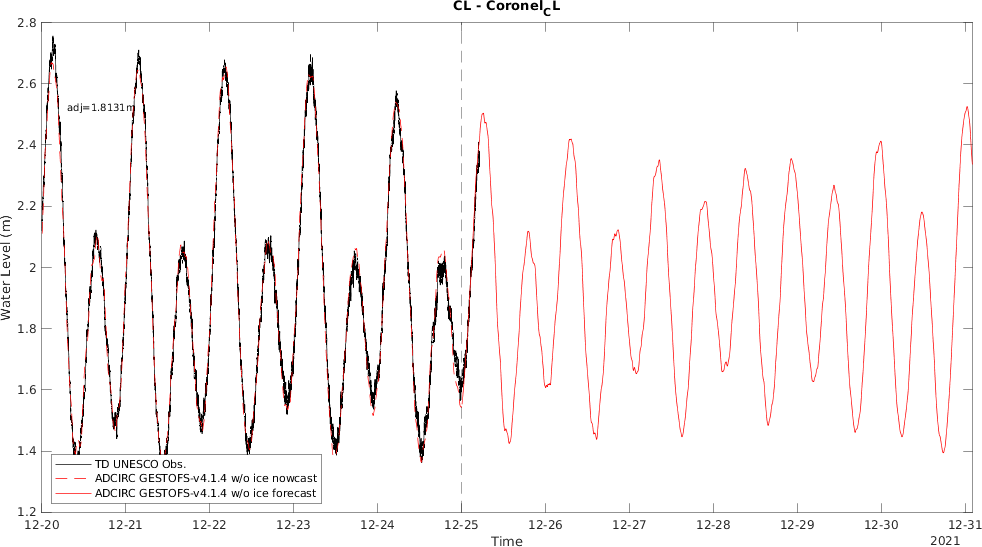 CL - Coronel_CL
2.8
2.6
2.4
2.2
2
1.8
1.6
1.4
1.2
Water Level (m)
adj=1.8131m
TD UNESCO Obs.
ADCIRC GESTOFS-v4.1.4 w/o ice nowcast
ADCIRC GESTOFS-v4.1.4 w/o ice forecast
12-20 12-21 12-22 12-23 12-24 12-25 12-26 12-27 12-28 12-29 12-30 12-31
Time
2021